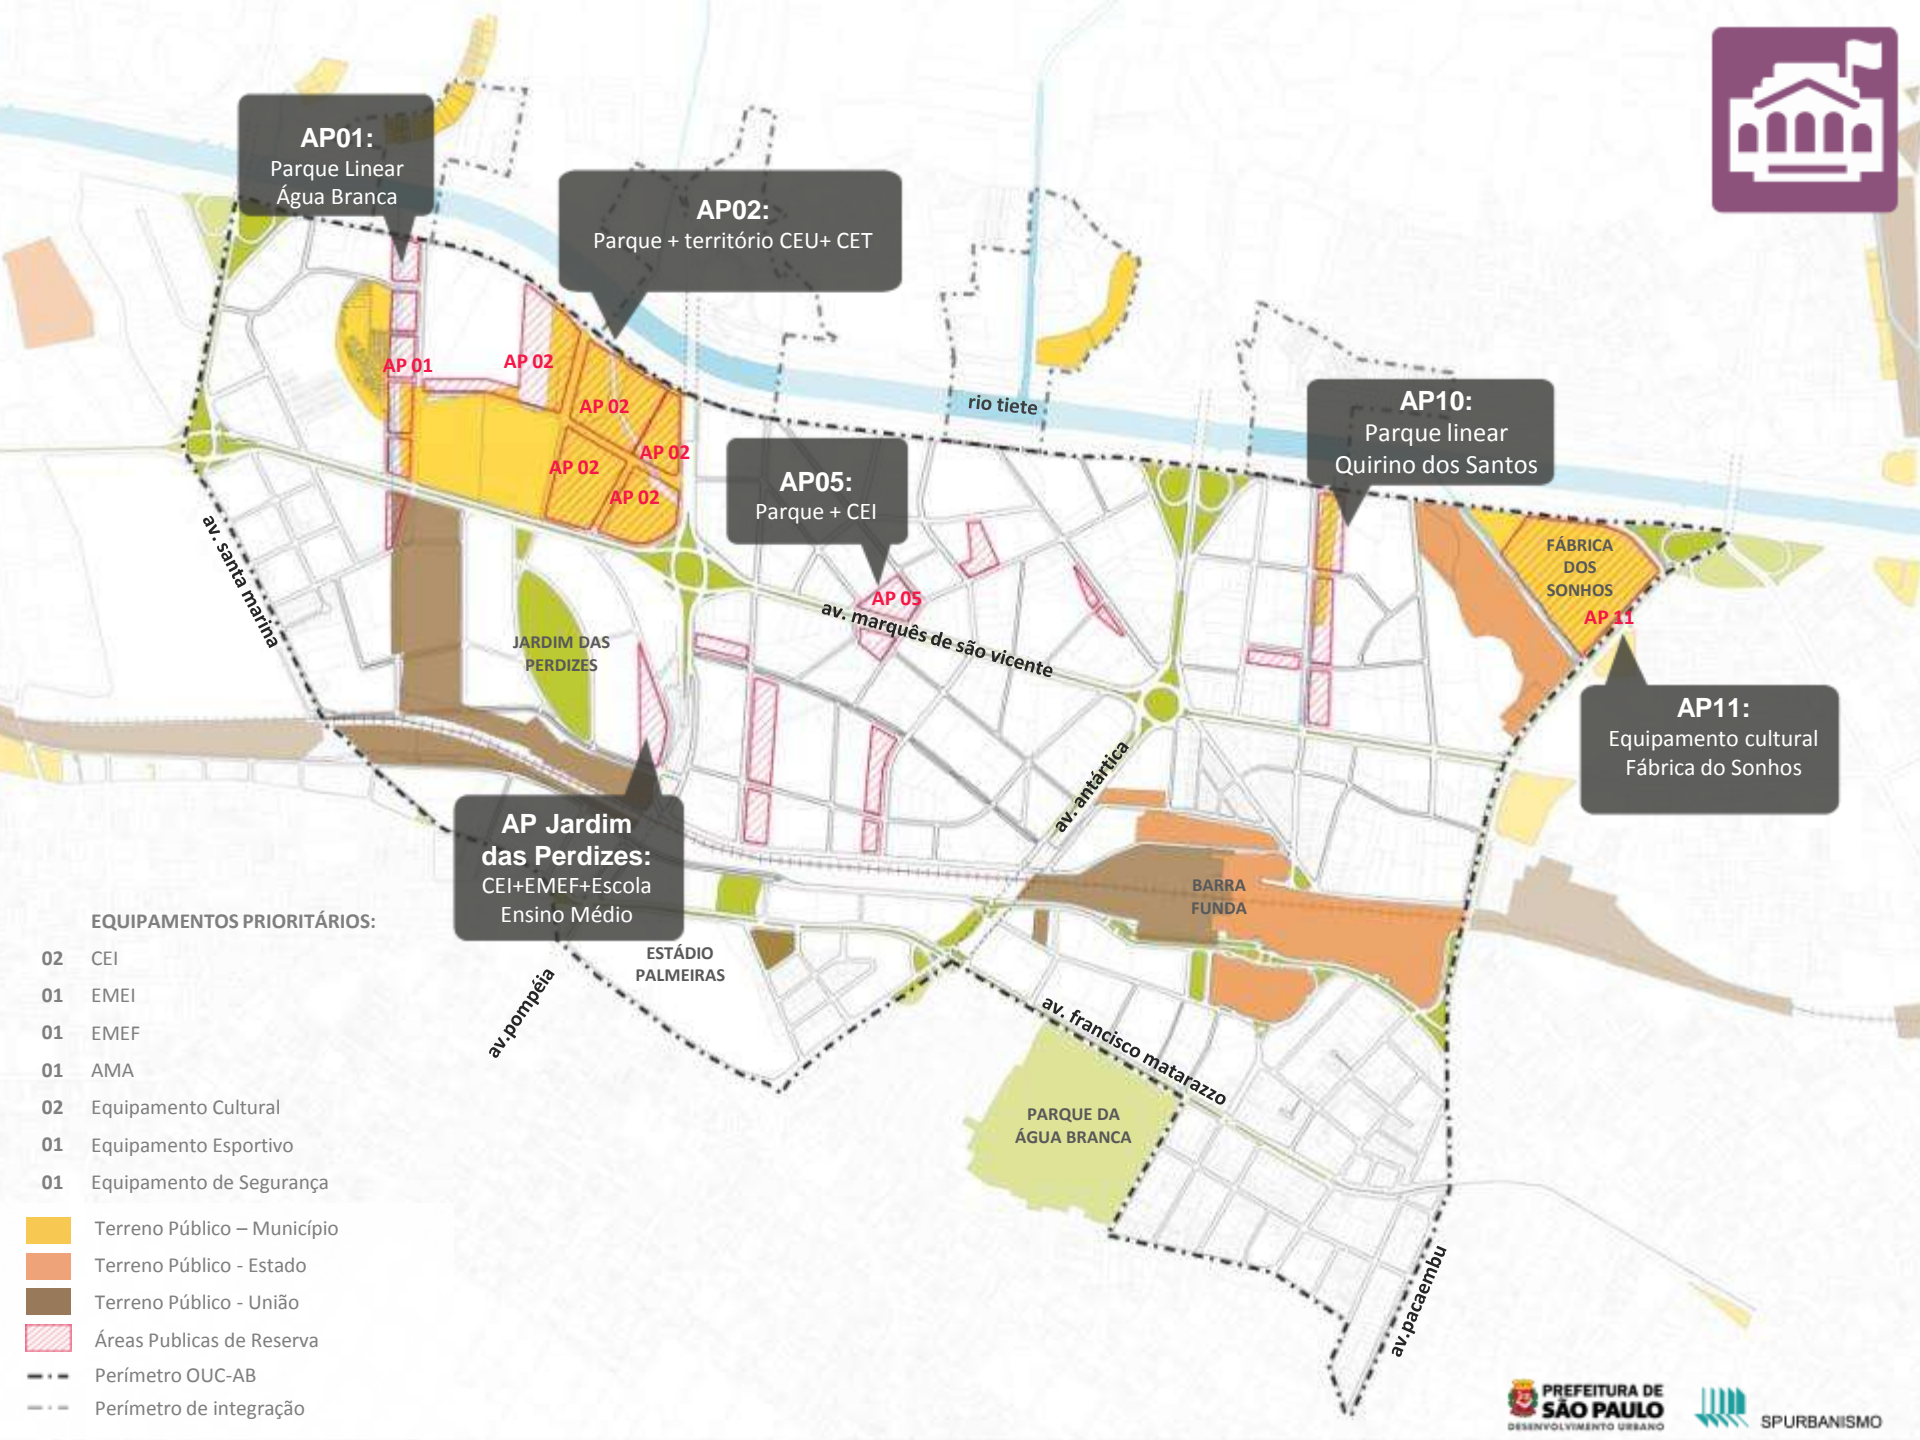 AP01:
Parque Linear
Água Branca
AP02:
Parque + território CEU+ CET
AP 01
AP 02
AP 02
AP 02
AP 02
AP 02
rio tiete
AP10:
Parque linear
Quirino dos Santos
AP05:
Parque + CEI
AP 05
av. santa marina
av. marquês de são vicente
JARDIM DAS
PERDIZES
FÁBRICA
DOS
SONHOS
AP 11
AP11:
Equipamento cultural
Fábrica do Sonhos
av. antártica
AP Jardim
das Perdizes:
CEI+EMEF+Escola
Ensino Médio
BARRA
FUNDA
ESTÁDIO
PALMEIRAS
av.pompéia
av. francisco matarazzo
PARQUE DA
ÁGUA BRANCA
av.pacaembu
EQUIPAMENTOS PRIORITÁRIOS:
02 CEI
01 EMEI
01 EMEF
01 AMA
02 Equipamento Cultural
01 Equipamento Esportivo
01 Equipamento de Segurança
Terreno Público – Município
Terreno Público - Estado
Terreno Público - União
Áreas Publicas de Reserva
Perímetro OUC-AB
Perímetro de integração
PREFEITURA DE
SÃO PAULO
DESENVOLVIMENTO URBANO
SPURBANISMO